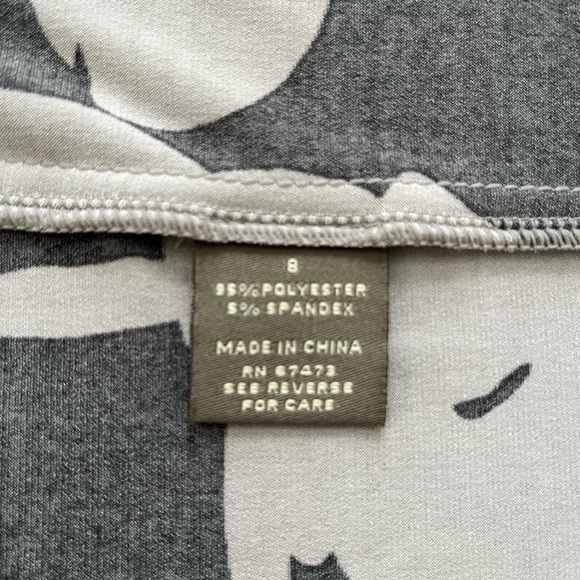 8
95% POLYESTER
5% SPANDEX
MADE IN CHINA
RN 67473
SEE REVERSE
FOR CARE